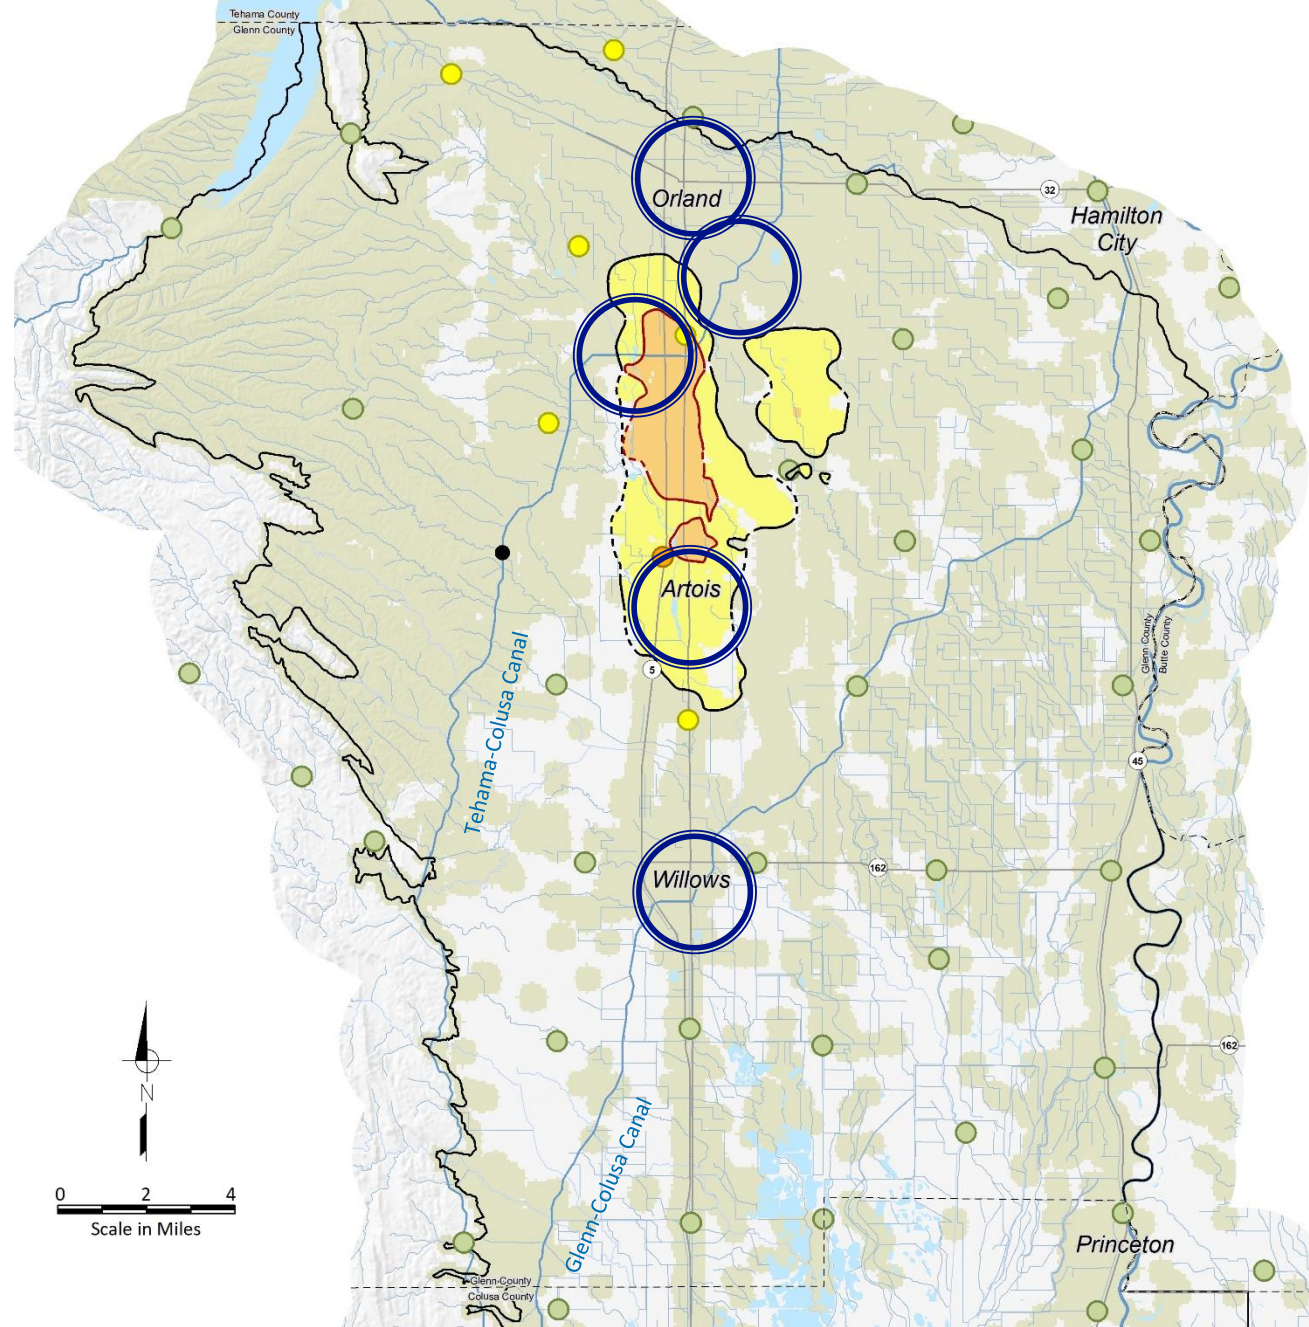 Tehama County
Glenn County
Orland
32
Hamilton
City
Artois
Glenn County
Butte County
5
Tehama-Colusa Canal
45
Willows
162
162
N
0 2 4
Scale in Miles
Glenn-Colusa Canal
Princeton
Glenn County
Colusa County